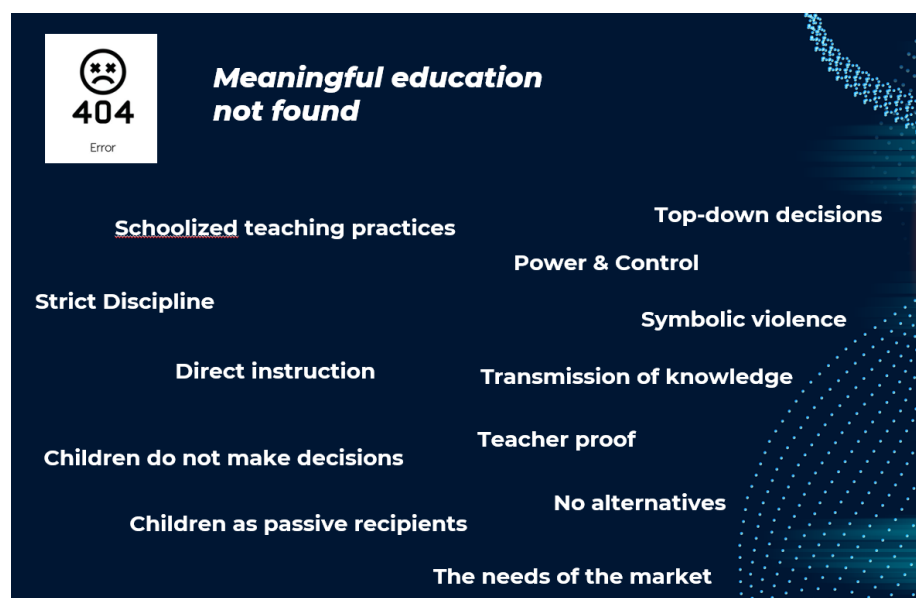 404
Error
Meaningful education
not found
Schoolized teaching practices
Top-down decisions
Power & Control
Strict Discipline
Symbolic violence
Direct instruction
Transmission of knowledge
Teacher proof
Children do not make decisions
No alternatives
Children as passive recipients
The needs of the market